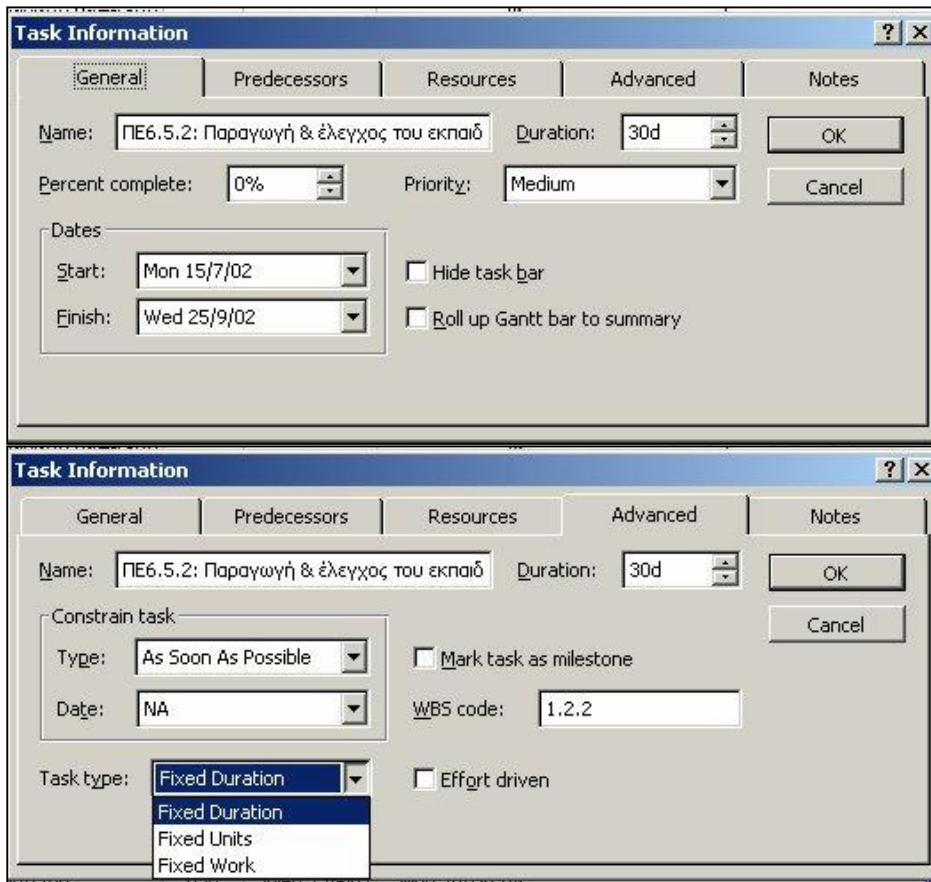 Task Information
General Predecessors Resources Advanced Notes
Name: ΠΕ6.5.2: Παραγωγή & έλεγχος του εκπαιδ Duration: 30d OK
Percent complete: 0% Priority: Medium Cancel
Dates
Start: Mon 15/7/02 Hide task bar
Finish: Wed 25/9/02 Roll up Gantt bar to summary
Task Information
General Predecessors Resources Advanced Notes
Name: ΠΕ6.5.2: Παραγωγή & έλεγχος του εκπαιδ Duration: 30d OK
Constrain task Cancel
Type: As Soon As Possible Mark task as milestone
Date: NA WBS code: 1.2.2
Task type: Fixed Duration Effort driven
Fixed Duration
Fixed Units
Fixed Work